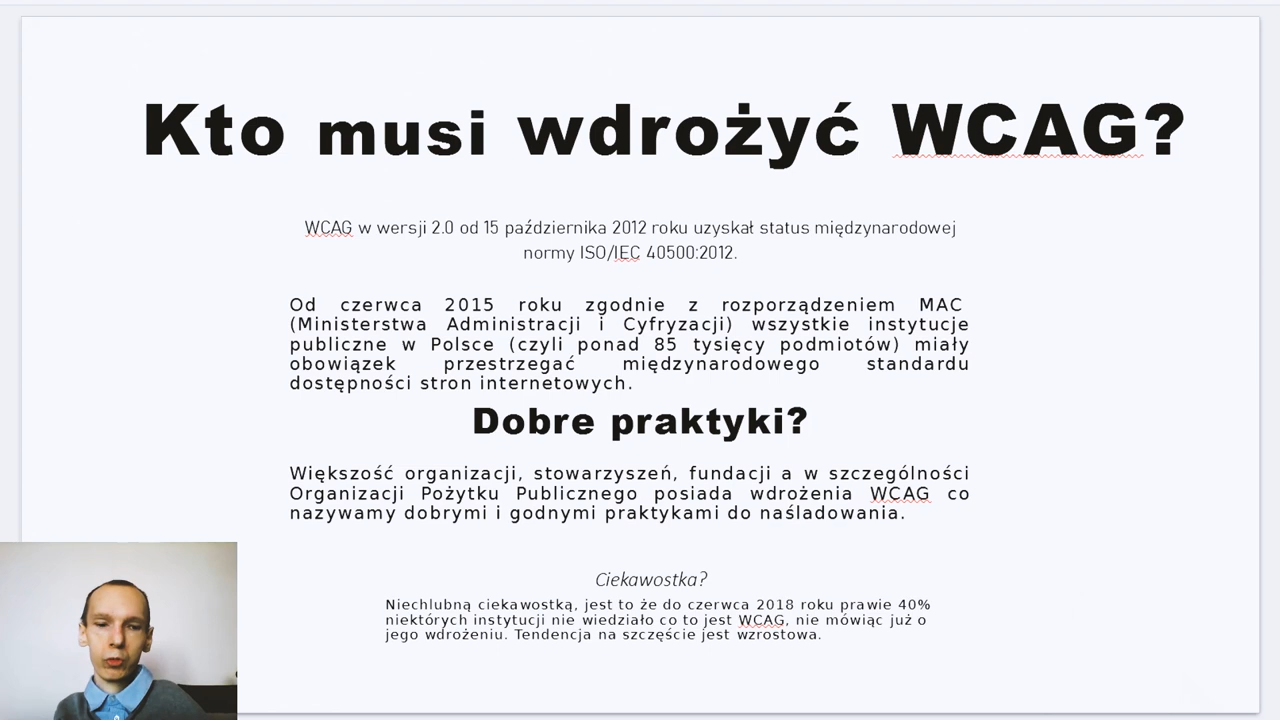 Kto musi wdrożyć WCAG?
WCAG w wersji 2.0 od 15 października 2012 roku uzyskał status międzynarodowej
normy ISO/IEC 40500:2012.
Od czerwca 2015 roku zgodnie z rozporządzeniem MAC
(Ministerstwa Administracji i Cyfryzacji) wszystkie instytucje
publiczne w Polsce (czyli ponad 85 tysięcy podmiotów) miały
obowiązek przestrzegać międzynarodowego standardu
dostępności stron internetowych.
Dobre praktyki?
Większość organizacji, stowarzyszeń, fundacji a w szczególności
Organizacji Pożytku Publicznego posiada wdrożenia WCAG co
nazywamy dobrymi i godnymi praktykami do naśladowania.
Ciekawostka?
Niechlubną ciekawostką, jest to że do czerwca 2018 roku prawie 40%
niektórych instytucji nie wiedziało co to jest WCAG, nie mówiąc już o
jego wdrożeniu. Tendencja na szczęście jest wzrostowa.